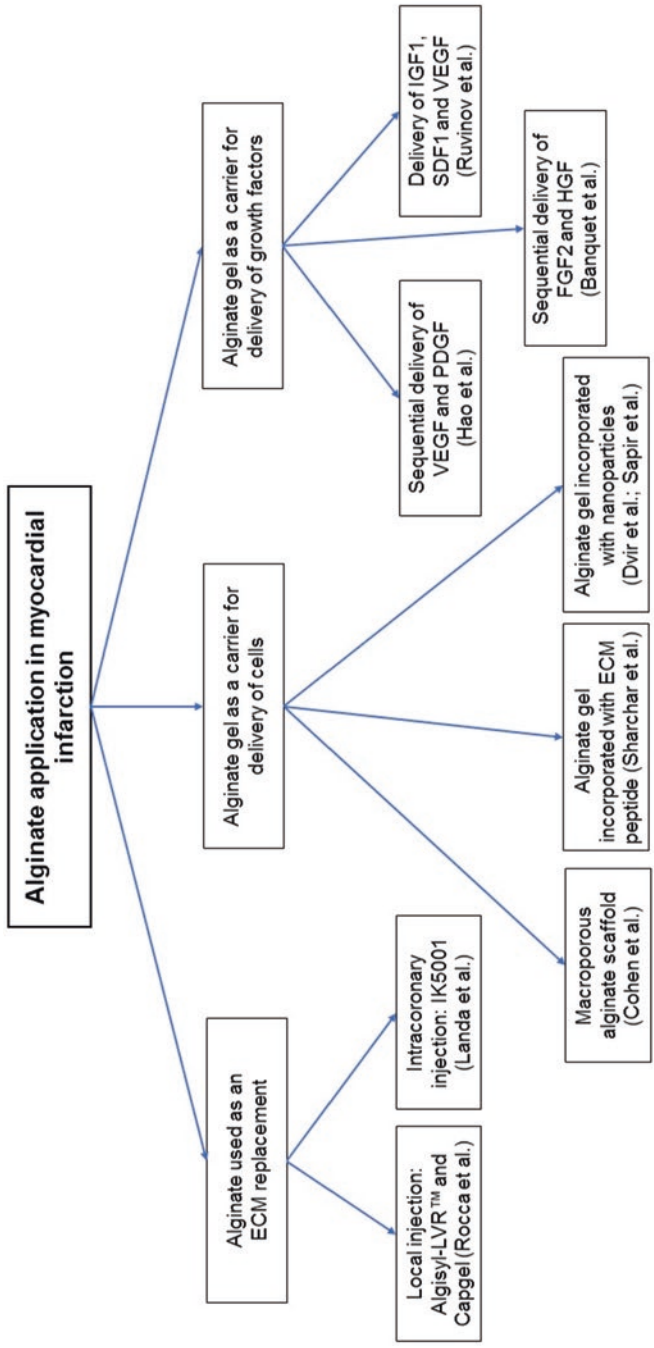 Alginate application in myocardial
infarction
Alginate used as an
ECM replacement
Alginate gel as a carrier for
delivery of cells
Alginate gel as a carrier for
delivery of growth factors
Local injection:
Algisyl-LVR™ and
Capgel (Rocca et al.)
Intracoronary
injection: IK5001
(Landa et al.)
Macroporous
alginate scaffold
(Cohen et al.)
Alginate gel
incorporated with ECM
peptide (Sharchar et al.)
Alginate gel incorporated
with nanoparticles
(Dvir et al.; Sapir et al.)
Sequential delivery of
VEGF and PDGF
(Hao et al.)
Sequential delivery of
FGF2 and HGF
(Banquet et al.)
Delivery of IGF1,
SDF1 and VEGF
(Ruvinov et al.)